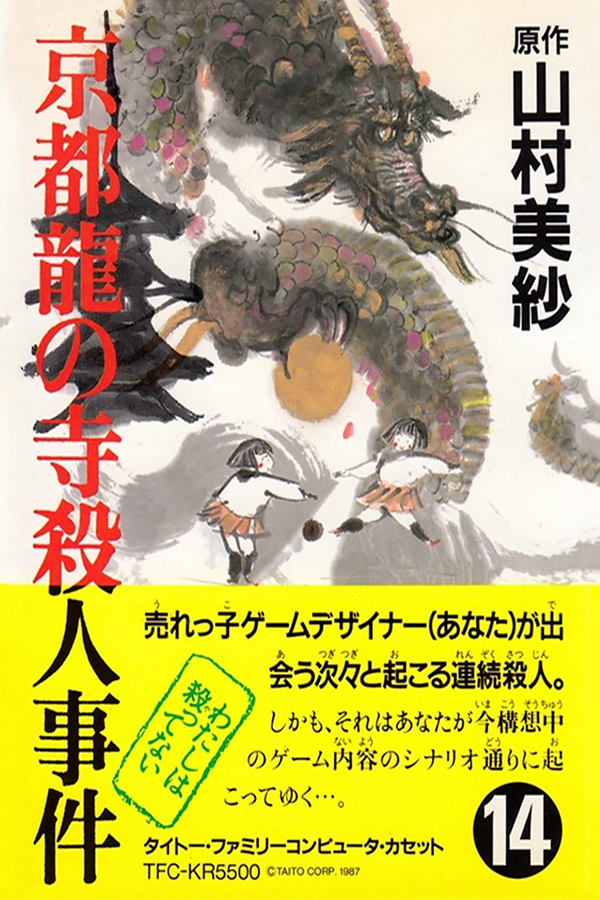 原作
山村美紗
京都龍の寺殺人事件
売れっ子ゲームデザイナー(あなた)が出
会う次々と起こる連続殺人。
しかも、それはあなたが今構想中
のゲーム内容のシナリオ通りに起
こってゆく…。
わたしは
殺ってない
14
タイトー・ファミリーコンピュータ・カセット
TFC-KR5500 ©TAITO CORP. 1987